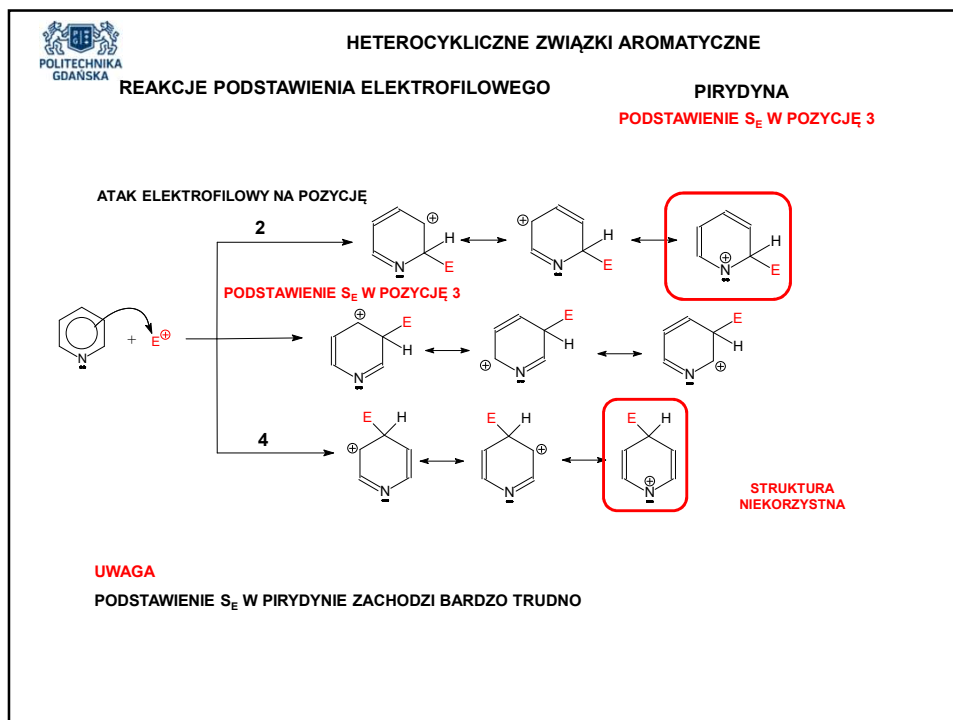 POLITECHNIKA
GDAŃSKA
HETEROCYKLICZNE ZWIĄZKI AROMATYCZNE
REAKCJE PODSTAWIENIA ELEKTROFILOWEGO
PIRYDYNA
PODSTAWIENIE SE W POZYCJĘ 3
ATAK ELEKTROFILOWY NA POZYCJĘ
2
⊕ H N E
⊕ H N E
H ⊕ N E
PODSTAWIENIE SE W POZYCJĘ 3
N + E⊕
⊕ E H N
E H ⊕ N
E H N ⊕
4
E H ⊕ N
E H ⊕ N
E H ⊕ N
STRUKTURA
NIEKORZYSTNA
UWAGA
PODSTAWIENIE SE W PIRYDYNIE ZACHODZI BARDZO TRUDNO